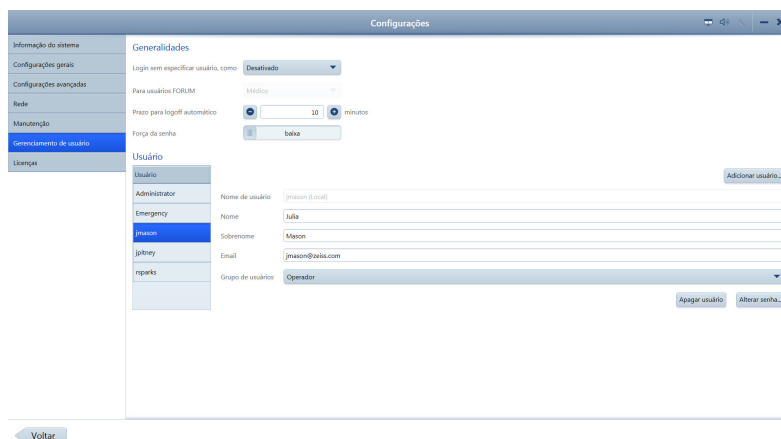 Configurações
Informação do sistema
Configurações gerais
Configurações avançadas
Rede
Manutenção
Gerenciamento de usuário
Licenças
Generalidades
Login sem especificar usuário, como Desativado
Para usuários FORUM Médico
Prazo para logoff automático 10 minutos
Força da senha baixa
Usuário
Usuário
Administrator
Emergency
jmason
jpitney
rsparks
Adicionar usuário...
Nome de usuário jmason (Local)
Nome Julia
Sobrenome Mason
Email jmason@zeiss.com
Grupo de usuários Operador
Apagar usuário Alterar senha...
Voltar